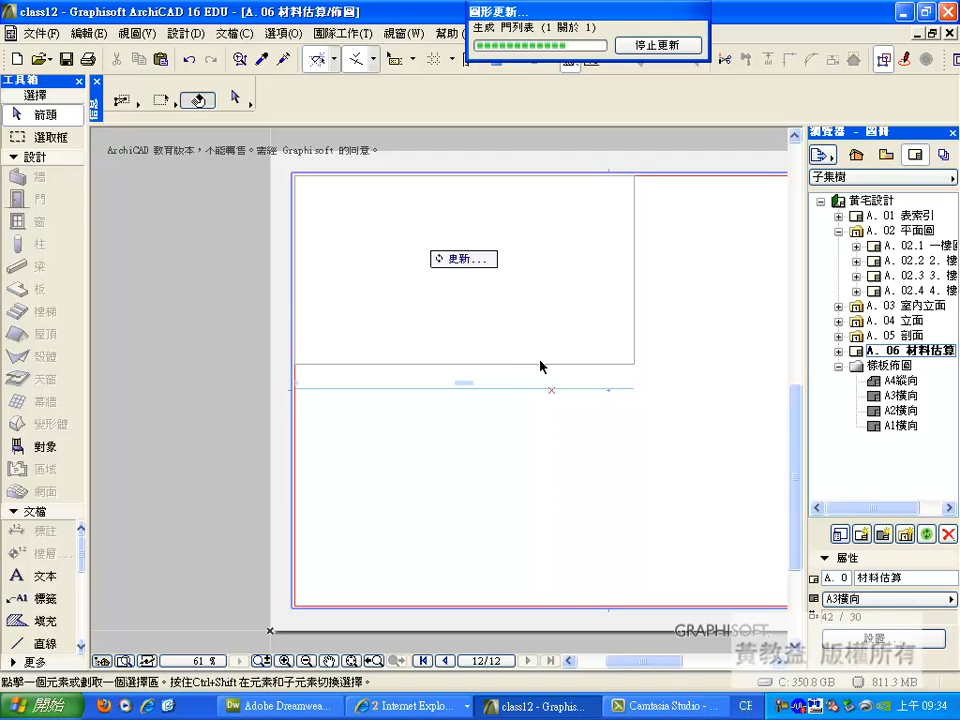 class12 - Graphisoft ArchiCAD 16 EDU - [A. 06 材料估算/佈圖]
圖形更新...
生成 門列表 (1 關於 1)
停止更新
文件(F)
編輯(E)
視圖(V)
設計(D)
文檔(C)
選項(O)
團隊工作(T)
視窗(W)
幫助
工具箱
選擇
箭頭
選取框
設計
牆
門
窗
柱
梁
板
樓梯
屋頂
殼體
天窗
幕牆
變形體
對象
區域
網面
文檔
標註
樓層...
文本
標籤
填充
直線
更多
ArchiCAD 教育版本，不能轉售。需經 Graphisoft 的同意。
更新...
GRAPHISOFT
瀏覽器 - 圖冊
子集樹
黃宅設計
A. 01 表索引
A. 02 平面圖
A. 02.1 一樓
A. 02.2 2. 樓
A. 02.3 3. 樓
A. 02.4 4. 樓
A. 03 室內立面
A. 04 立面
A. 05 剖面
A. 06 材料估算
樣板佈圖
A4縱向
A3橫向
A2橫向
A1橫向
屬性
A. 0
材料估算
A3橫向
42 / 30
設置...
黃教益 版權所有
61 %
12/12
點擊一個元素或劃取一個選擇區。按住Ctrl+Shift 在元素和子元素切換選擇。
C: 350.8 GB
811.3 MB
開始
Adobe Dreamwea...
2 Internet Explo...
class12 - Graphis...
Camtasia Studio - ...
CE
上午 09:34